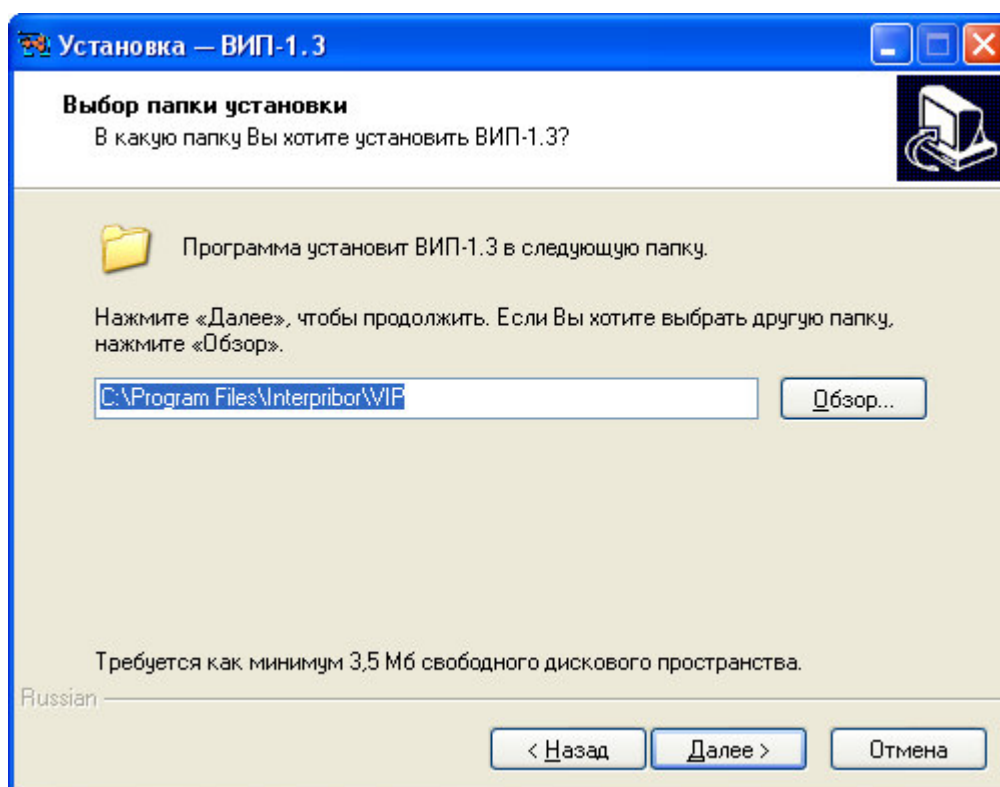 Установка — ВИП-1.3
Выбор папки установки
В какую папку Вы хотите установить ВИП-1.3?
Программа установит ВИП-1.3 в следующую папку.
Нажмите «Далее», чтобы продолжить. Если Вы хотите выбрать другую папку,
нажмите «Обзор».
C:\Program Files\Interpribor\VIP
Обзор...
Требуется как минимум 3,5 Мб свободного дискового пространства.
Russian
< Назад
Далее >
Отмена